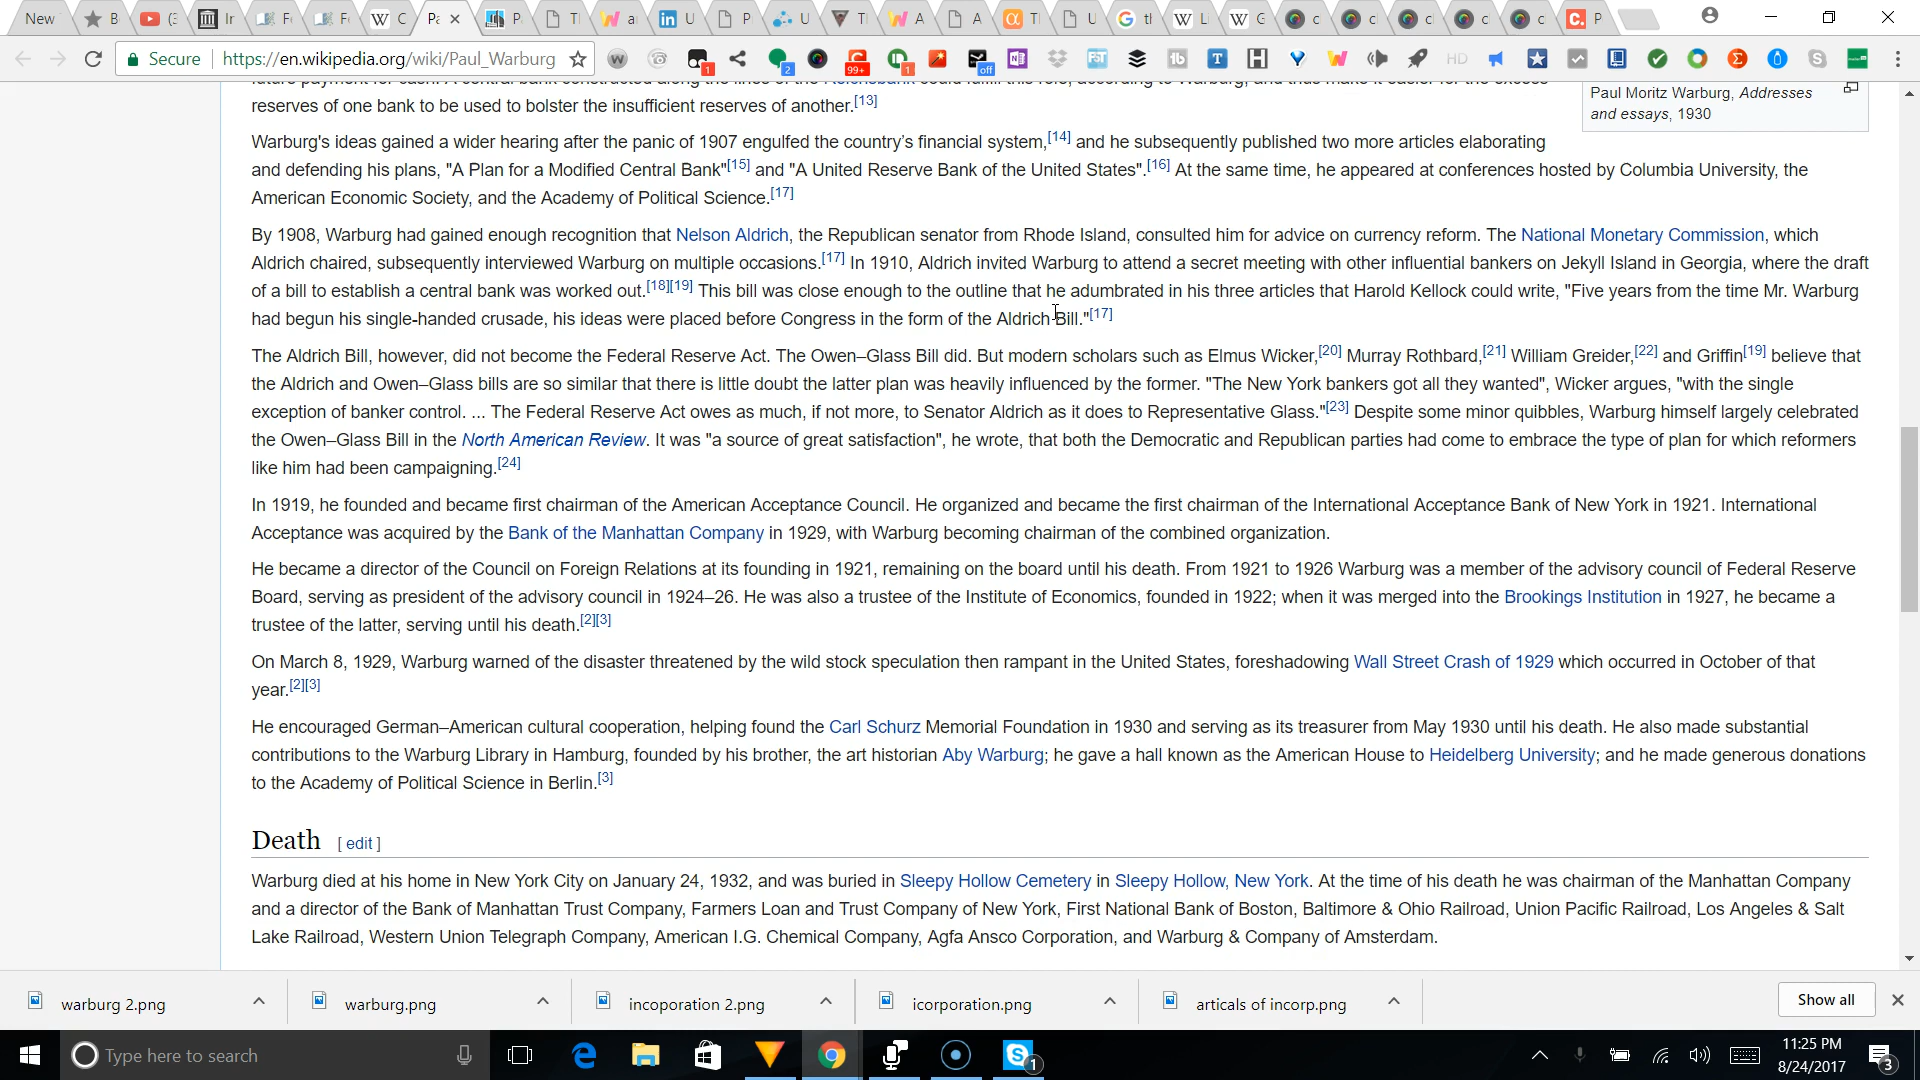 New
B
(3
Ir
F
F
C
Pa
P
T
a
U
P
U
T
A
A
T
U
th
L
G
c
c
c
c
c
P
Secure https://en.wikipedia.org/wiki/Paul_Warburg
1
2
99+
1
off
HD
reserves of one bank to be used to bolster the insufficient reserves of another.[13]
Paul Moritz Warburg, Addresses
and essays, 1930
Warburg's ideas gained a wider hearing after the panic of 1907 engulfed the country's financial system,[14] and he subsequently published two more articles elaborating
and defending his plans, "A Plan for a Modified Central Bank"[15] and "A United Reserve Bank of the United States".[16] At the same time, he appeared at conferences hosted by Columbia University, the
American Economic Society, and the Academy of Political Science.[17]
By 1908, Warburg had gained enough recognition that Nelson Aldrich, the Republican senator from Rhode Island, consulted him for advice on currency reform. The National Monetary Commission, which
Aldrich chaired, subsequently interviewed Warburg on multiple occasions.[17] In 1910, Aldrich invited Warburg to attend a secret meeting with other influential bankers on Jekyll Island in Georgia, where the draft
of a bill to establish a central bank was worked out.[18][19] This bill was close enough to the outline that he adumbrated in his three articles that Harold Kellock could write, "Five years from the time Mr. Warburg
had begun his single-handed crusade, his ideas were placed before Congress in the form of the Aldrich Bill."[17]
The Aldrich Bill, however, did not become the Federal Reserve Act. The Owen–Glass Bill did. But modern scholars such as Elmus Wicker,[20] Murray Rothbard,[21] William Greider,[22] and Griffin[19] believe that
the Aldrich and Owen–Glass bills are so similar that there is little doubt the latter plan was heavily influenced by the former. "The New York bankers got all they wanted", Wicker argues, "with the single
exception of banker control. ... The Federal Reserve Act owes as much, if not more, to Senator Aldrich as it does to Representative Glass."[23] Despite some minor quibbles, Warburg himself largely celebrated
the Owen–Glass Bill in the North American Review. It was "a source of great satisfaction", he wrote, that both the Democratic and Republican parties had come to embrace the type of plan for which reformers
like him had been campaigning.[24]
In 1919, he founded and became first chairman of the American Acceptance Council. He organized and became the first chairman of the International Acceptance Bank of New York in 1921. International
Acceptance was acquired by the Bank of the Manhattan Company in 1929, with Warburg becoming chairman of the combined organization.
He became a director of the Council on Foreign Relations at its founding in 1921, remaining on the board until his death. From 1921 to 1926 Warburg was a member of the advisory council of Federal Reserve
Board, serving as president of the advisory council in 1924–26. He was also a trustee of the Institute of Economics, founded in 1922; when it was merged into the Brookings Institution in 1927, he became a
trustee of the latter, serving until his death.[2][3]
On March 8, 1929, Warburg warned of the disaster threatened by the wild stock speculation then rampant in the United States, foreshadowing Wall Street Crash of 1929 which occurred in October of that
year.[2][3]
He encouraged German–American cultural cooperation, helping found the Carl Schurz Memorial Foundation in 1930 and serving as its treasurer from May 1930 until his death. He also made substantial
contributions to the Warburg Library in Hamburg, founded by his brother, the art historian Aby Warburg; he gave a hall known as the American House to Heidelberg University; and he made generous donations
to the Academy of Political Science in Berlin.[3]
Death [ edit ]
Warburg died at his home in New York City on January 24, 1932, and was buried in Sleepy Hollow Cemetery in Sleepy Hollow, New York. At the time of his death he was chairman of the Manhattan Company
and a director of the Bank of Manhattan Trust Company, Farmers Loan and Trust Company of New York, First National Bank of Boston, Baltimore & Ohio Railroad, Union Pacific Railroad, Los Angeles & Salt
Lake Railroad, Western Union Telegraph Company, American I.G. Chemical Company, Agfa Ansco Corporation, and Warburg & Company of Amsterdam.
warburg 2.png
warburg.png
incoporation 2.png
icorporation.png
articals of incorp.png
Show all
Type here to search
1
11:25 PM
8/24/2017
3